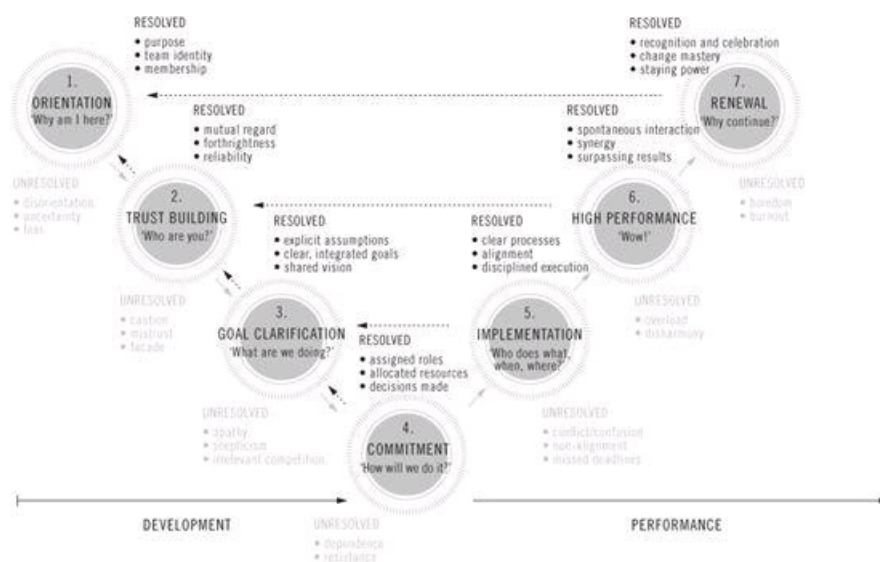 RESOLVED
• purpose
• team identity
• membership
1.
ORIENTATION
'Why am I here?'
UNRESOLVED
• disorientation
• uncertainty
• fear
RESOLVED
• mutual regard
• forthrightness
• reliability
2.
TRUST BUILDING
'Who are you?'
UNRESOLVED
• caution
• mistrust
• facade
RESOLVED
• explicit assumptions
• clear, integrated goals
• shared vision
3.
GOAL CLARIFICATION
'What are we doing?'
UNRESOLVED
• apathy
• scepticism
• irrelevant competition
RESOLVED
• assigned roles
• allocated resources
• decisions made
4.
COMMITMENT
'How will we do it?'
UNRESOLVED
• dependence
• resistance
RESOLVED
• clear processes
• alignment
• disciplined execution
5.
IMPLEMENTATION
'Who does what,
when, where?'
UNRESOLVED
• conflict/confusion
• non-alignment
• missed deadlines
RESOLVED
• spontaneous interaction
• synergy
• surpassing results
6.
HIGH PERFORMANCE
'Wow!'
UNRESOLVED
• overload
• disharmony
RESOLVED
• recognition and celebration
• change mastery
• staying power
7.
RENEWAL
'Why continue?'
UNRESOLVED
• boredom
• burnout
DEVELOPMENT
PERFORMANCE